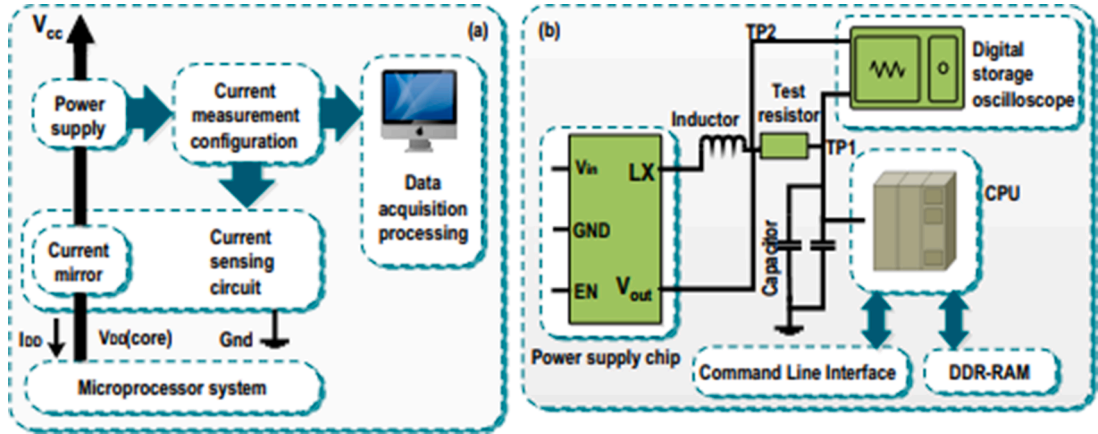 Vcc
(a)
Power
supply
Current
measurement
configuration
Data
acquisition
processing
Current
mirror
Current
sensing
circuit
IDD
VDD(core)
Gnd
Microprocessor system
(b)
TP2
Digital
storage
oscilloscope
Test
resistor
Inductor
TP1
Vin
LX
GND
EN
Vout
Capacitor
CPU
Power supply chip
Command Line Interface
DDR-RAM